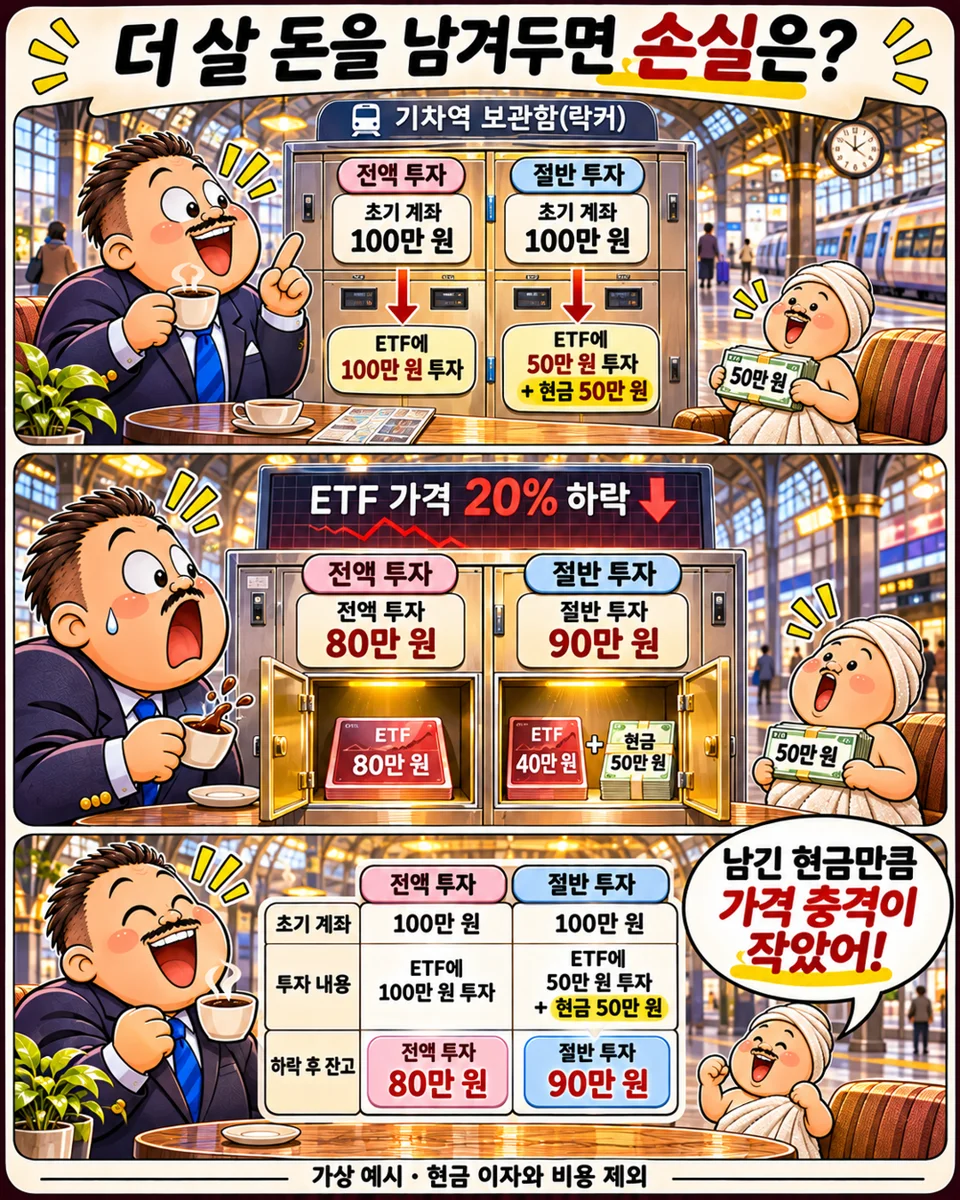 더 살 돈을 남겨두면 손실은?
기차역 보관함(락커)
전액 투자
초기 계좌
100만 원
ETF에
100만 원 투자
절반 투자
초기 계좌
100만 원
ETF에
50만 원 투자
+ 현금 50만 원
50만 원
ETF 가격 20% 하락
전액 투자
전액 투자
80만 원
ETF
80만 원
절반 투자
절반 투자
90만 원
ETF
40만 원
+
현금
50만 원
50만 원
남긴 현금만큼
가격 충격이
작았어!
전액 투자 절반 투자
초기 계좌 100만 원 100만 원
투자 내용
ETF에
100만 원 투자
ETF에
50만 원 투자
+ 현금 50만 원
하락 후 잔고
전액 투자
80만 원
절반 투자
90만 원
가상 예시 · 현금 이자와 비용 제외